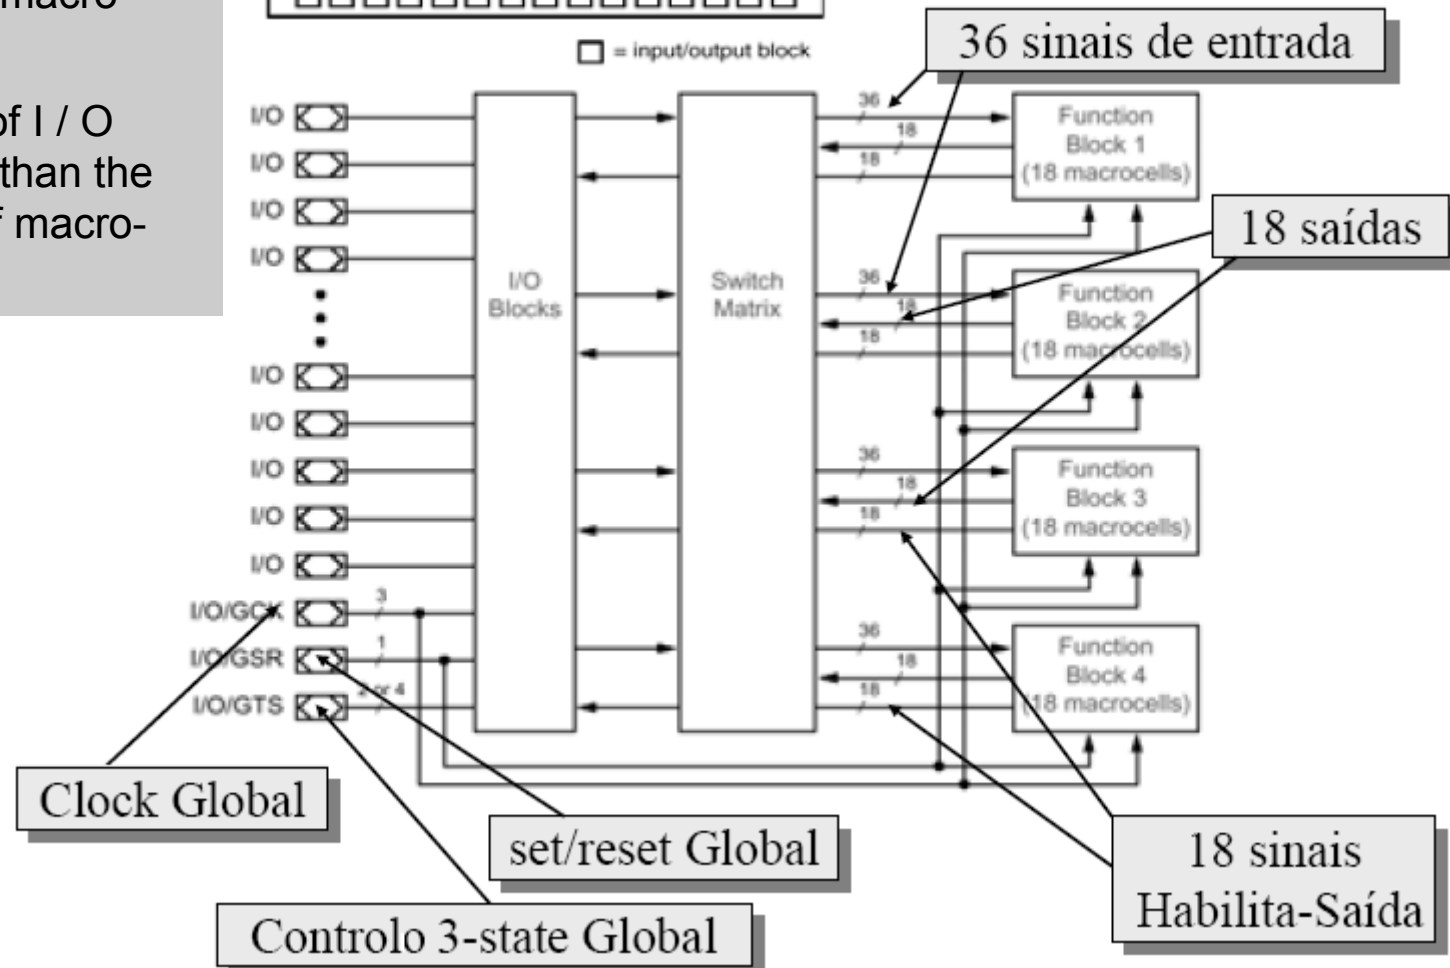 macro
of I / O
than the
f macro-
= input/output block
36 sinais de entrada
I/O
I/O
I/O
I/O
I/O
I/O
I/O
I/O
I/O
I/O/GCK
3
I/O/GSR
1
I/O/GTS
2 or 4
I/O
Blocks
Switch
Matrix
36
18
18
Function
Block 1
(18 macrocells)
18 saídas
36
18
18
Function
Block 2
(18 macrocells)
36
18
18
Function
Block 3
(18 macrocells)
36
18
18
Function
Block 4
(18 macrocells)
Clock Global
set/reset Global
Controlo 3-state Global
18 sinais
Habilita-Saída